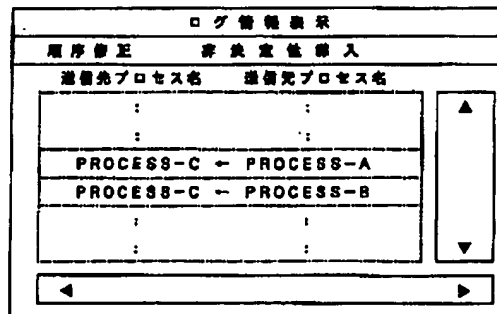 ログ情報表示
順序修正 非決定性導入
送信先プロセス名 送信元プロセス名
: :
: :
PROCESS-C ← PROCESS-A
PROCESS-C ← PROCESS-B
: :
: :